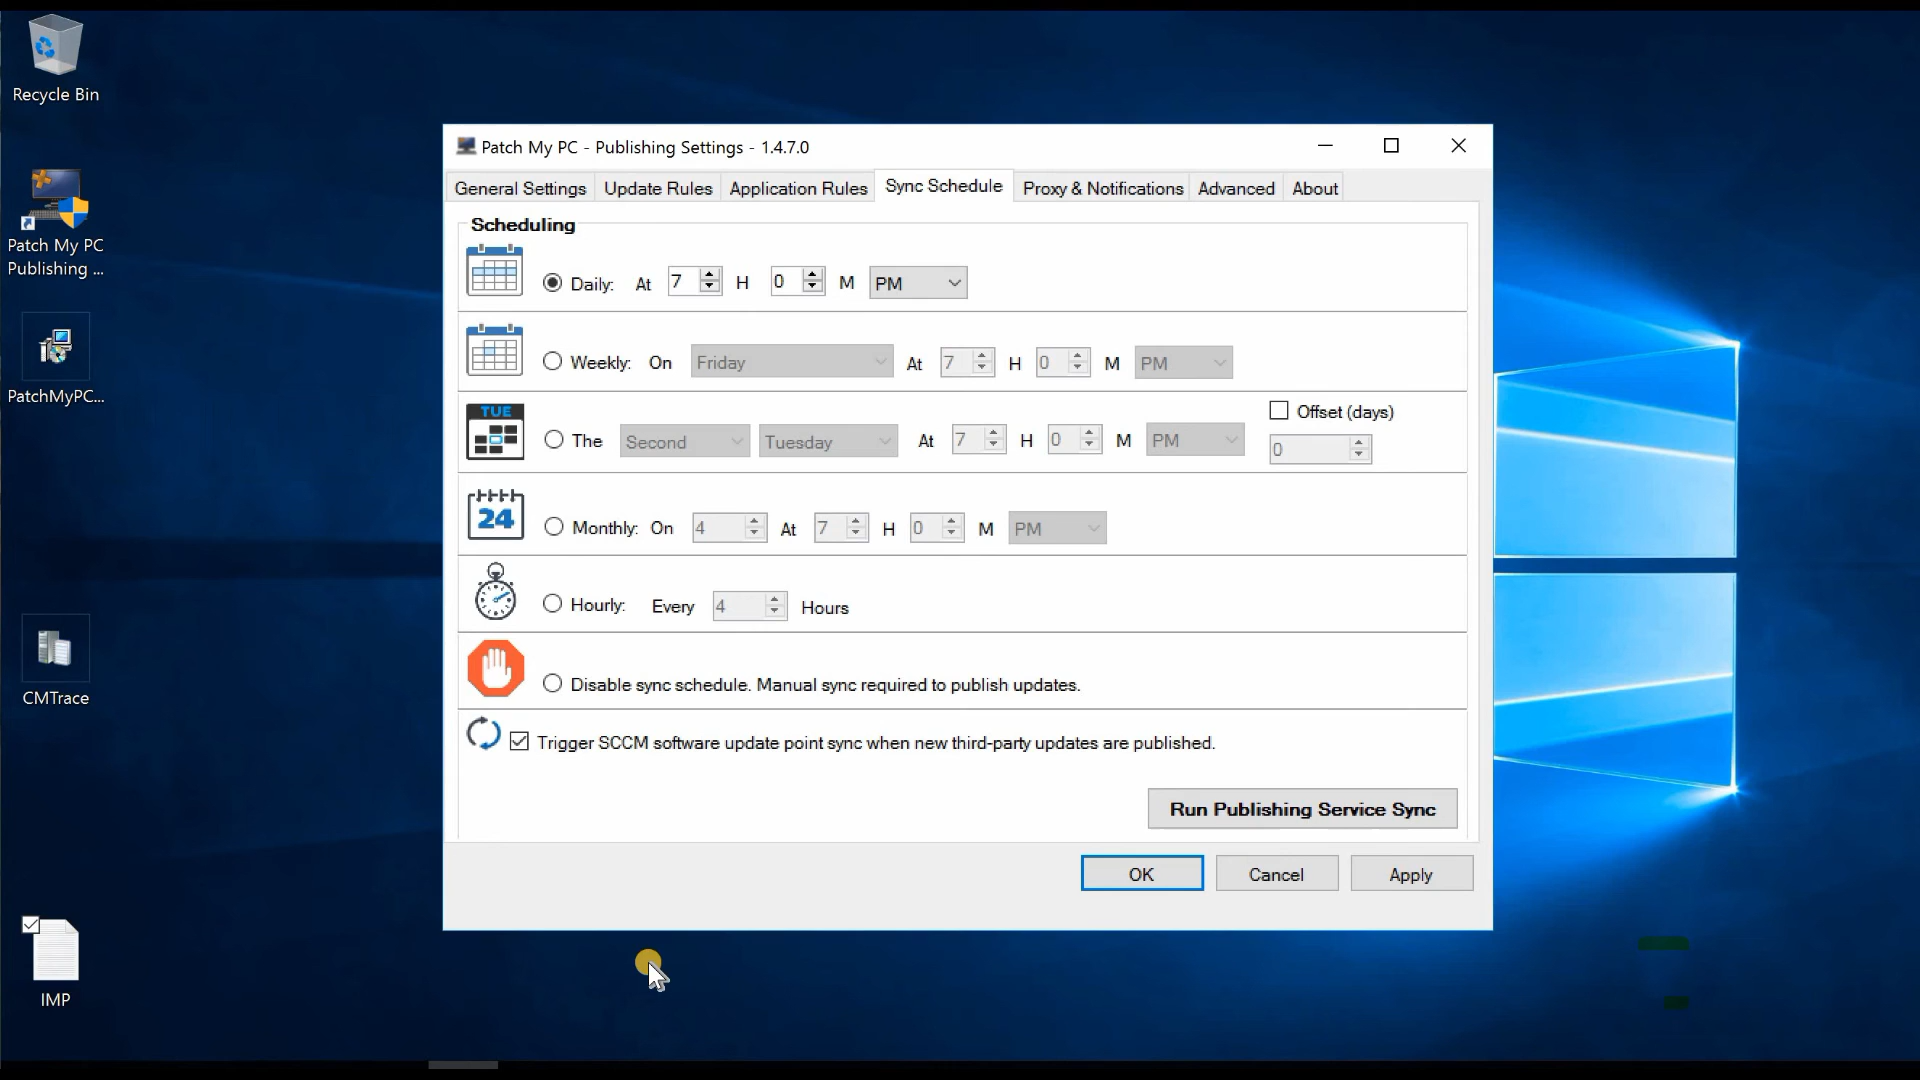 Recycle Bin
Patch My PC
Publishing ...
PatchMyPC...
CMTrace
IMP
Patch My PC - Publishing Settings - 1.4.7.0
General Settings Update Rules Application Rules Sync Schedule Proxy & Notifications Advanced About
Scheduling
Daily: At 7 H 0 M PM
Weekly: On Friday At 7 H 0 M PM
TUE
Offset (days)
The Second Tuesday At 7 H 0 M PM 0
24
Monthly: On 4 At 7 H 0 M PM
Hourly: Every 4 Hours
Disable sync schedule. Manual sync required to publish updates.
Trigger SCCM software update point sync when new third-party updates are published.
Run Publishing Service Sync
OK Cancel Apply